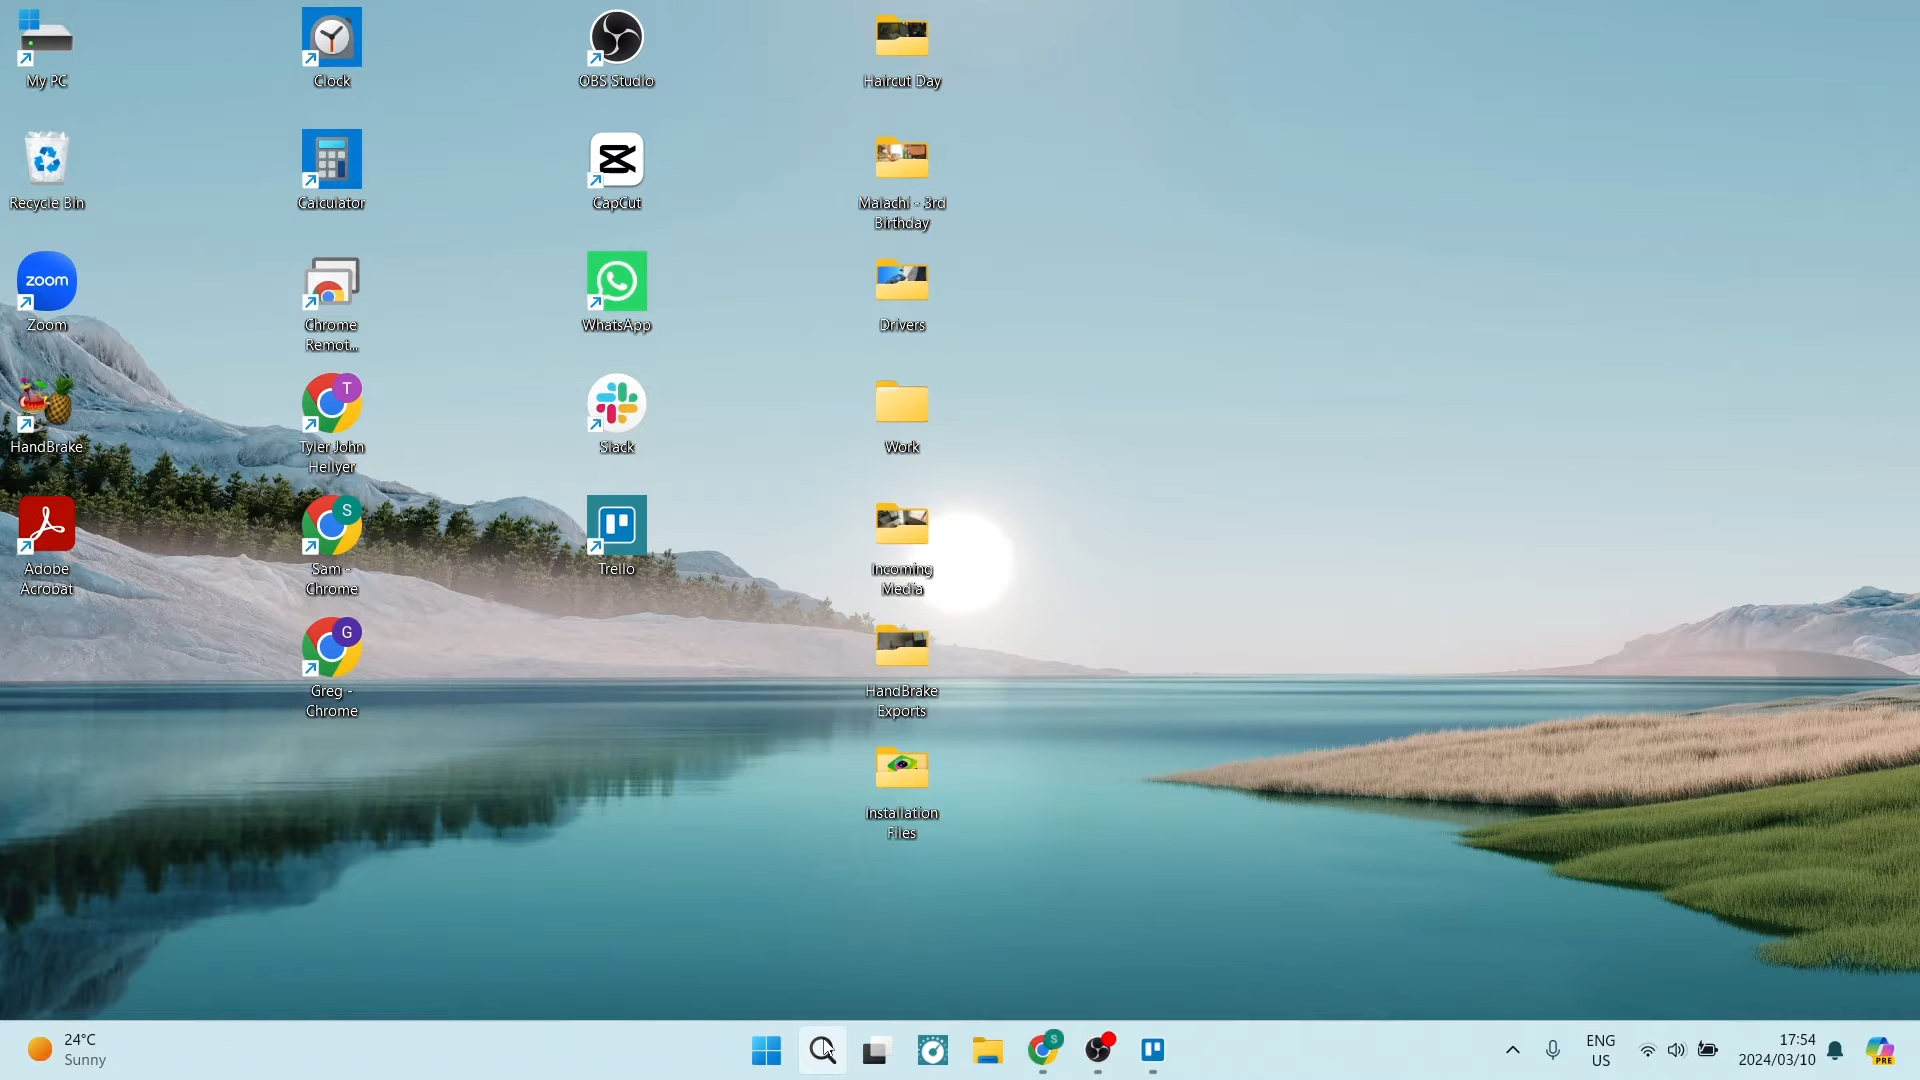 My PC
Recycle Bin
zoom
Zoom
HandBrake
Adobe
Acrobat
Clock
Calculator
Chrome
Remot...
T
Tyler John
Hellyer
S
Sam -
Chrome
G
Greg -
Chrome
OBS Studio
CapCut
WhatsApp
Slack
Trello
Haircut Day
Malachi - 3rd
Birthday
Drivers
Work
Incoming
Media
HandBrake
Exports
Installation
Files
24°C
Sunny
S
ENG
US
17:54
2024/03/10
PRE